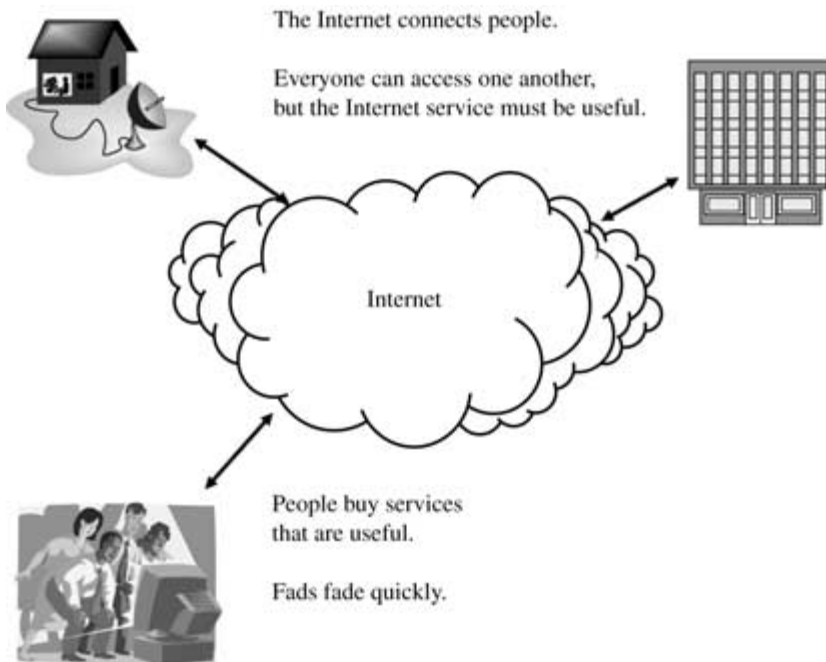 The Internet connects people.
Everyone can access one another,
but the Internet service must be useful.
Internet
People buy services
that are useful.
Fads fade quickly.